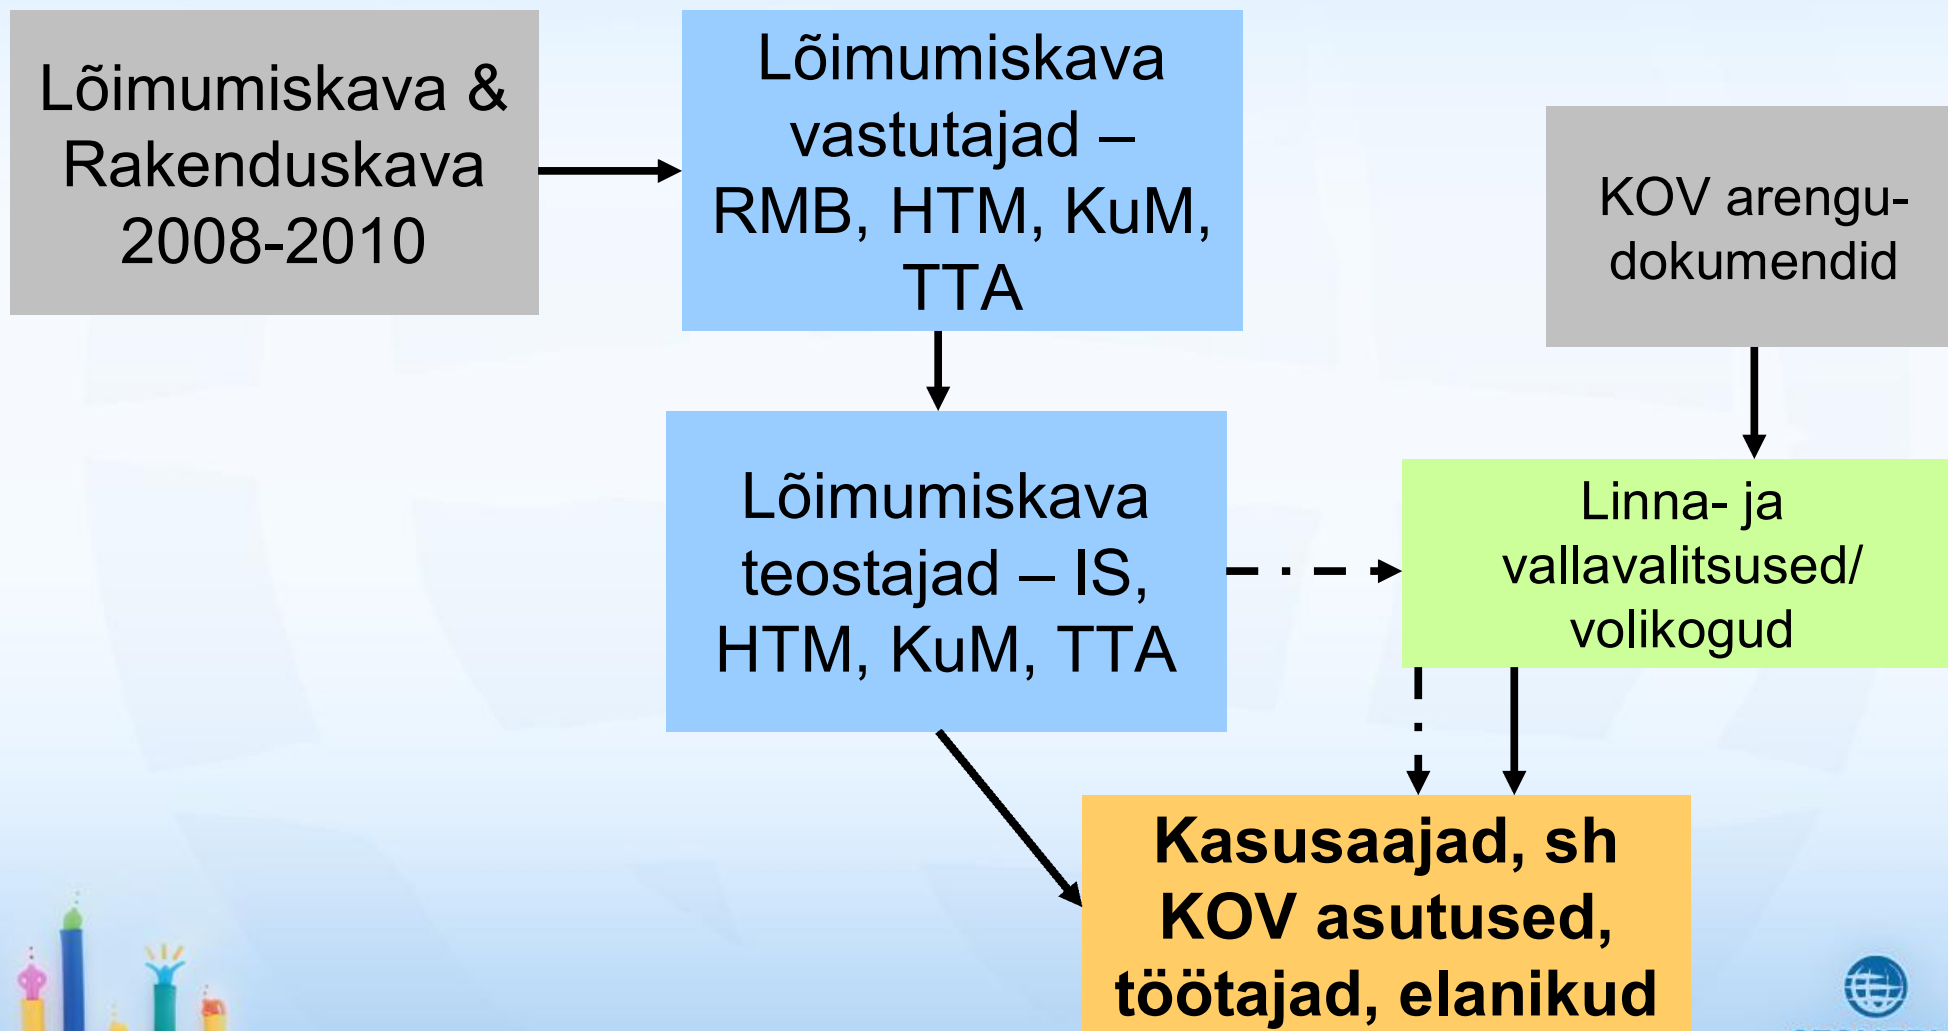 Lõimumiskava &
Rakenduskava
2008-2010
Lõimumiskava
vastutajad –
RMB, HTM, KuM,
TTA
KOV arengu-
dokumendid
Lõimumiskava
teostajad – IS,
HTM, KuM, TTA
Linna- ja
vallavalitsused/
volikogud
Kasusaajad, sh
KOV asutused,
töötajad, elanikud